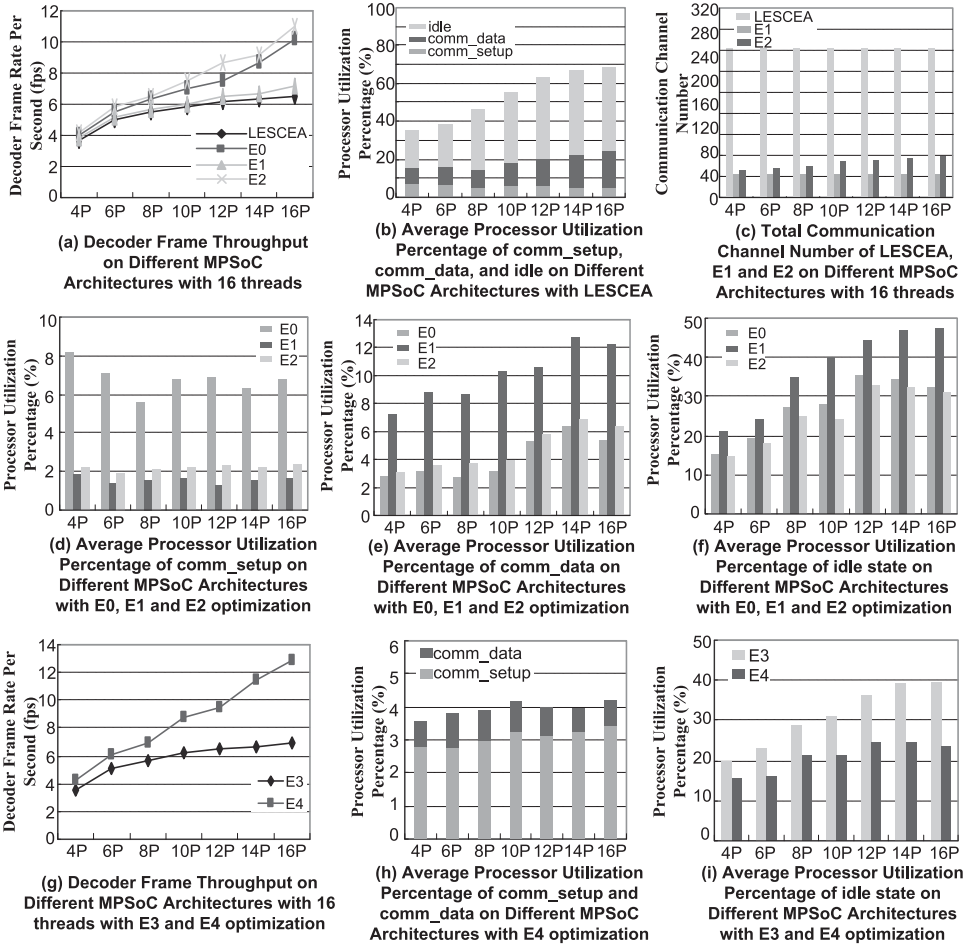 12
10
8
6
4
2
0
Decoder Frame Rate Per
Second (fps)
LESCEA
E0
E1
E2
4P 6P 8P 10P 12P 14P 16P
(a) Decoder Frame Throughput
on Different MPSoC
Architectures with 16 threads
100
80
60
40
20
0
Processor Utilization
Percentage (%)
idle
comm_data
comm_setup
4P 6P 8P 10P 12P 14P 16P
(b) Average Processor Utilization
Percentage of comm_setup,
comm_data, and idle on Different
MPSoC Architectures with LESCEA
320
280
240
200
160
120
80
40
0
Communication Channel
Number
LESCEA
E1
E2
4P 6P 8P 10P 12P 14P 16P
(c) Total Communication
Channel Number of LESCEA,
E1 and E2 on Different MPSoC
Architectures with 16 threads
10
8
6
4
2
0
Processor Utilization
Percentage (%)
E0
E1
E2
4P 6P 8P 10P 12P 14P 16P
(d) Average Processor Utilization
Percentage of comm_setup on
Different MPSoC Architectures
with E0, E1 and E2 optimization
14
12
10
8
6
4
2
0
Processor Utilization
Percentage (%)
E0
E1
E2
4P 6P 8P 10P 12P 14P 16P
(e) Average Processor Utilization
Percentage of comm_data on
Different MPSoC Architectures
with E0, E1 and E2 optimization
50
40
30
20
10
0
Processor Utilization
Percentage (%)
E0
E1
E2
4P 6P 8P 10P 12P 14P 16P
(f) Average Processor Utilization
Percentage of idle state on
Different MPSoC Architectures
with E0, E1 and E2 optimization
14
12
10
8
6
4
2
0
Decoder Frame Rate Per
Second (fps)
E3
E4
4P 6P 8P 10P 12P 14P 16P
(g) Decoder Frame Throughput on
Different MPSoC Architectures with 16
threads with E3 and E4 optimization
6
5
4
3
2
1
0
Processor Utilization
Percentage (%)
comm_data
comm_setup
4P 6P 8P 10P 12P 14P 16P
(h) Average Processor Utilization
Percentage of comm_setup and
comm_data on Different MPSoC
Architectures with E4 optimization
50
40
30
20
10
0
Processor Utilization
Percentage (%)
E3
E4
4P 6P 8P 10P 12P 14P 16P
(i) Average Processor Utilization
Percentage of idle state on
Different MPSoC Architectures
with E3 and E4 optimization